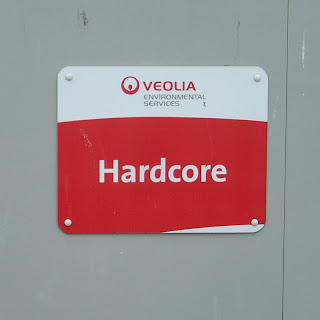 VEOLIA
ENVIRONMENTAL
SERVICES
Hardcore